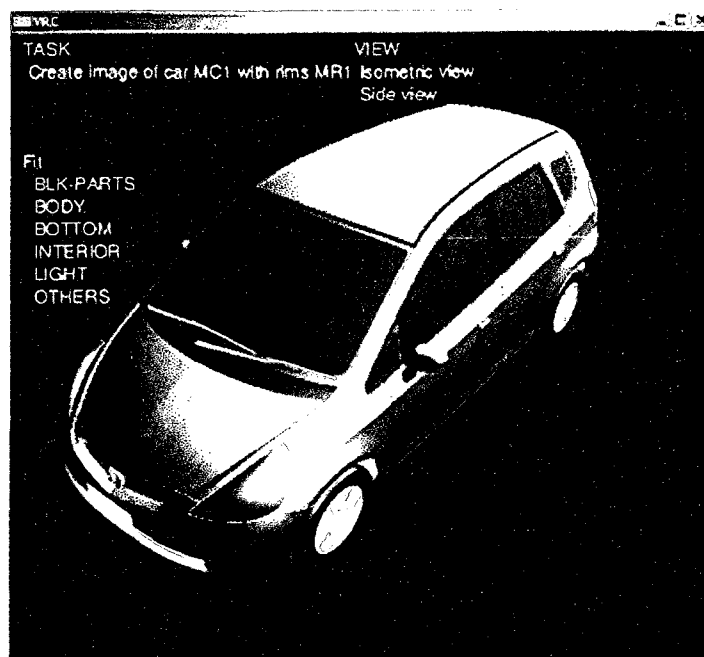 VR.C
TASK
Create image of car MC1 with rims MR1
VIEW
Isometric view
Side view
Fit
BLK-PARTS
BODY
BOTTOM
INTERIOR
LIGHT
OTHERS